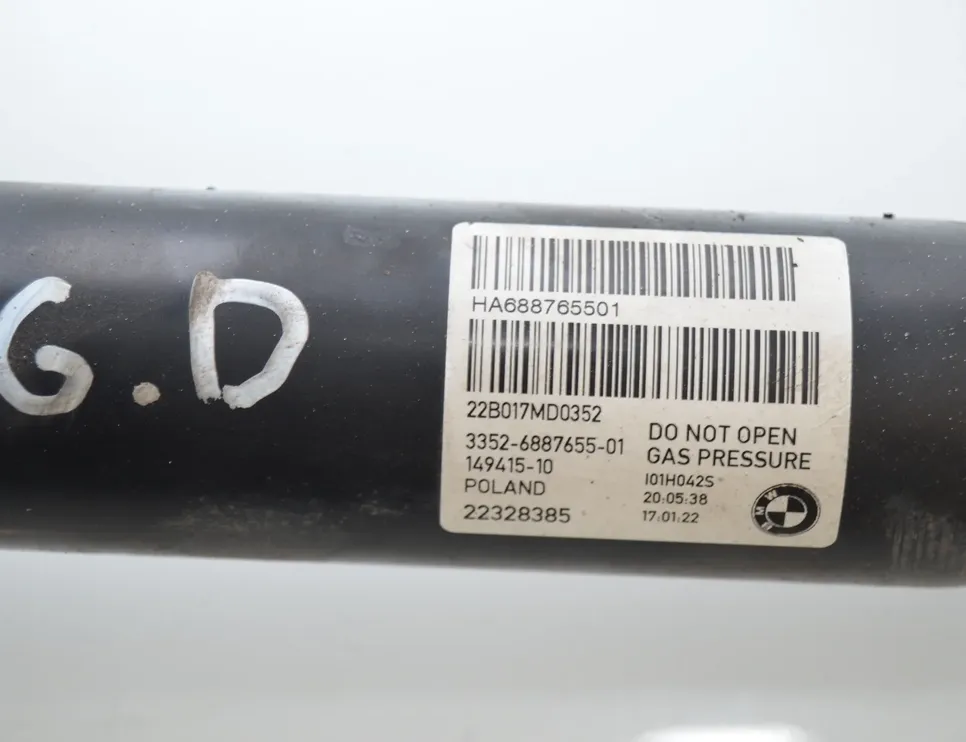 G.D
HA688765501
22B017MD0352
3352-6887655-01
149415-10
POLAND
22328385
DO NOT OPEN
GAS PRESSURE
I01H042S
20:05:38
17:01:22
BMW